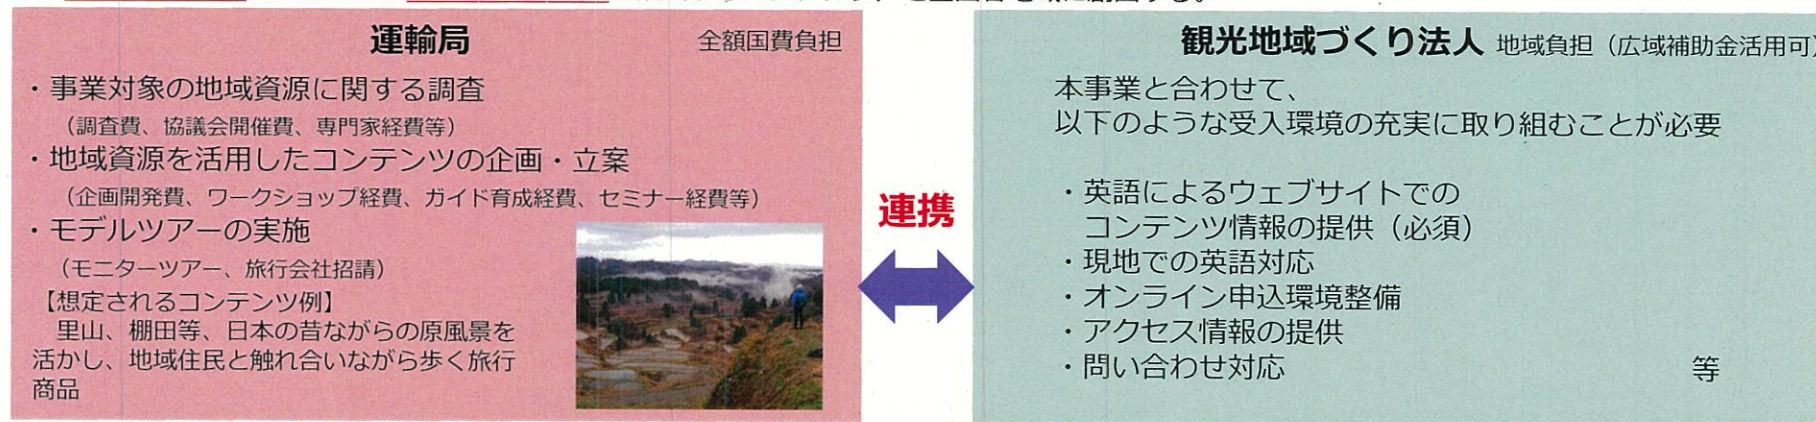 運輸局
全額国費負担
・事業対象の地域資源に関する調査
（調査費、協議会開催費、専門家経費等）
・地域資源を活用したコンテンツの企画・立案
（企画開発費、ワークショップ経費、ガイド育成経費、セミナー経費等）
・モデルツアーの実施
（モニターツアー、旅行会社招請）
【想定されるコンテンツ例】
里山、棚田等、日本の昔ながらの原風景を
活かし、地域住民と触れ合いながら歩く旅行
商品
連携
観光地域づくり法人 地域負担（広域補助金活用可）
本事業と合わせて、
以下のような受入環境の充実に取り組むことが必要
・英語によるウェブサイトでの
コンテンツ情報の提供（必須）
・現地での英語対応
・オンライン申込環境整備
・アクセス情報の提供
・問い合わせ対応 等